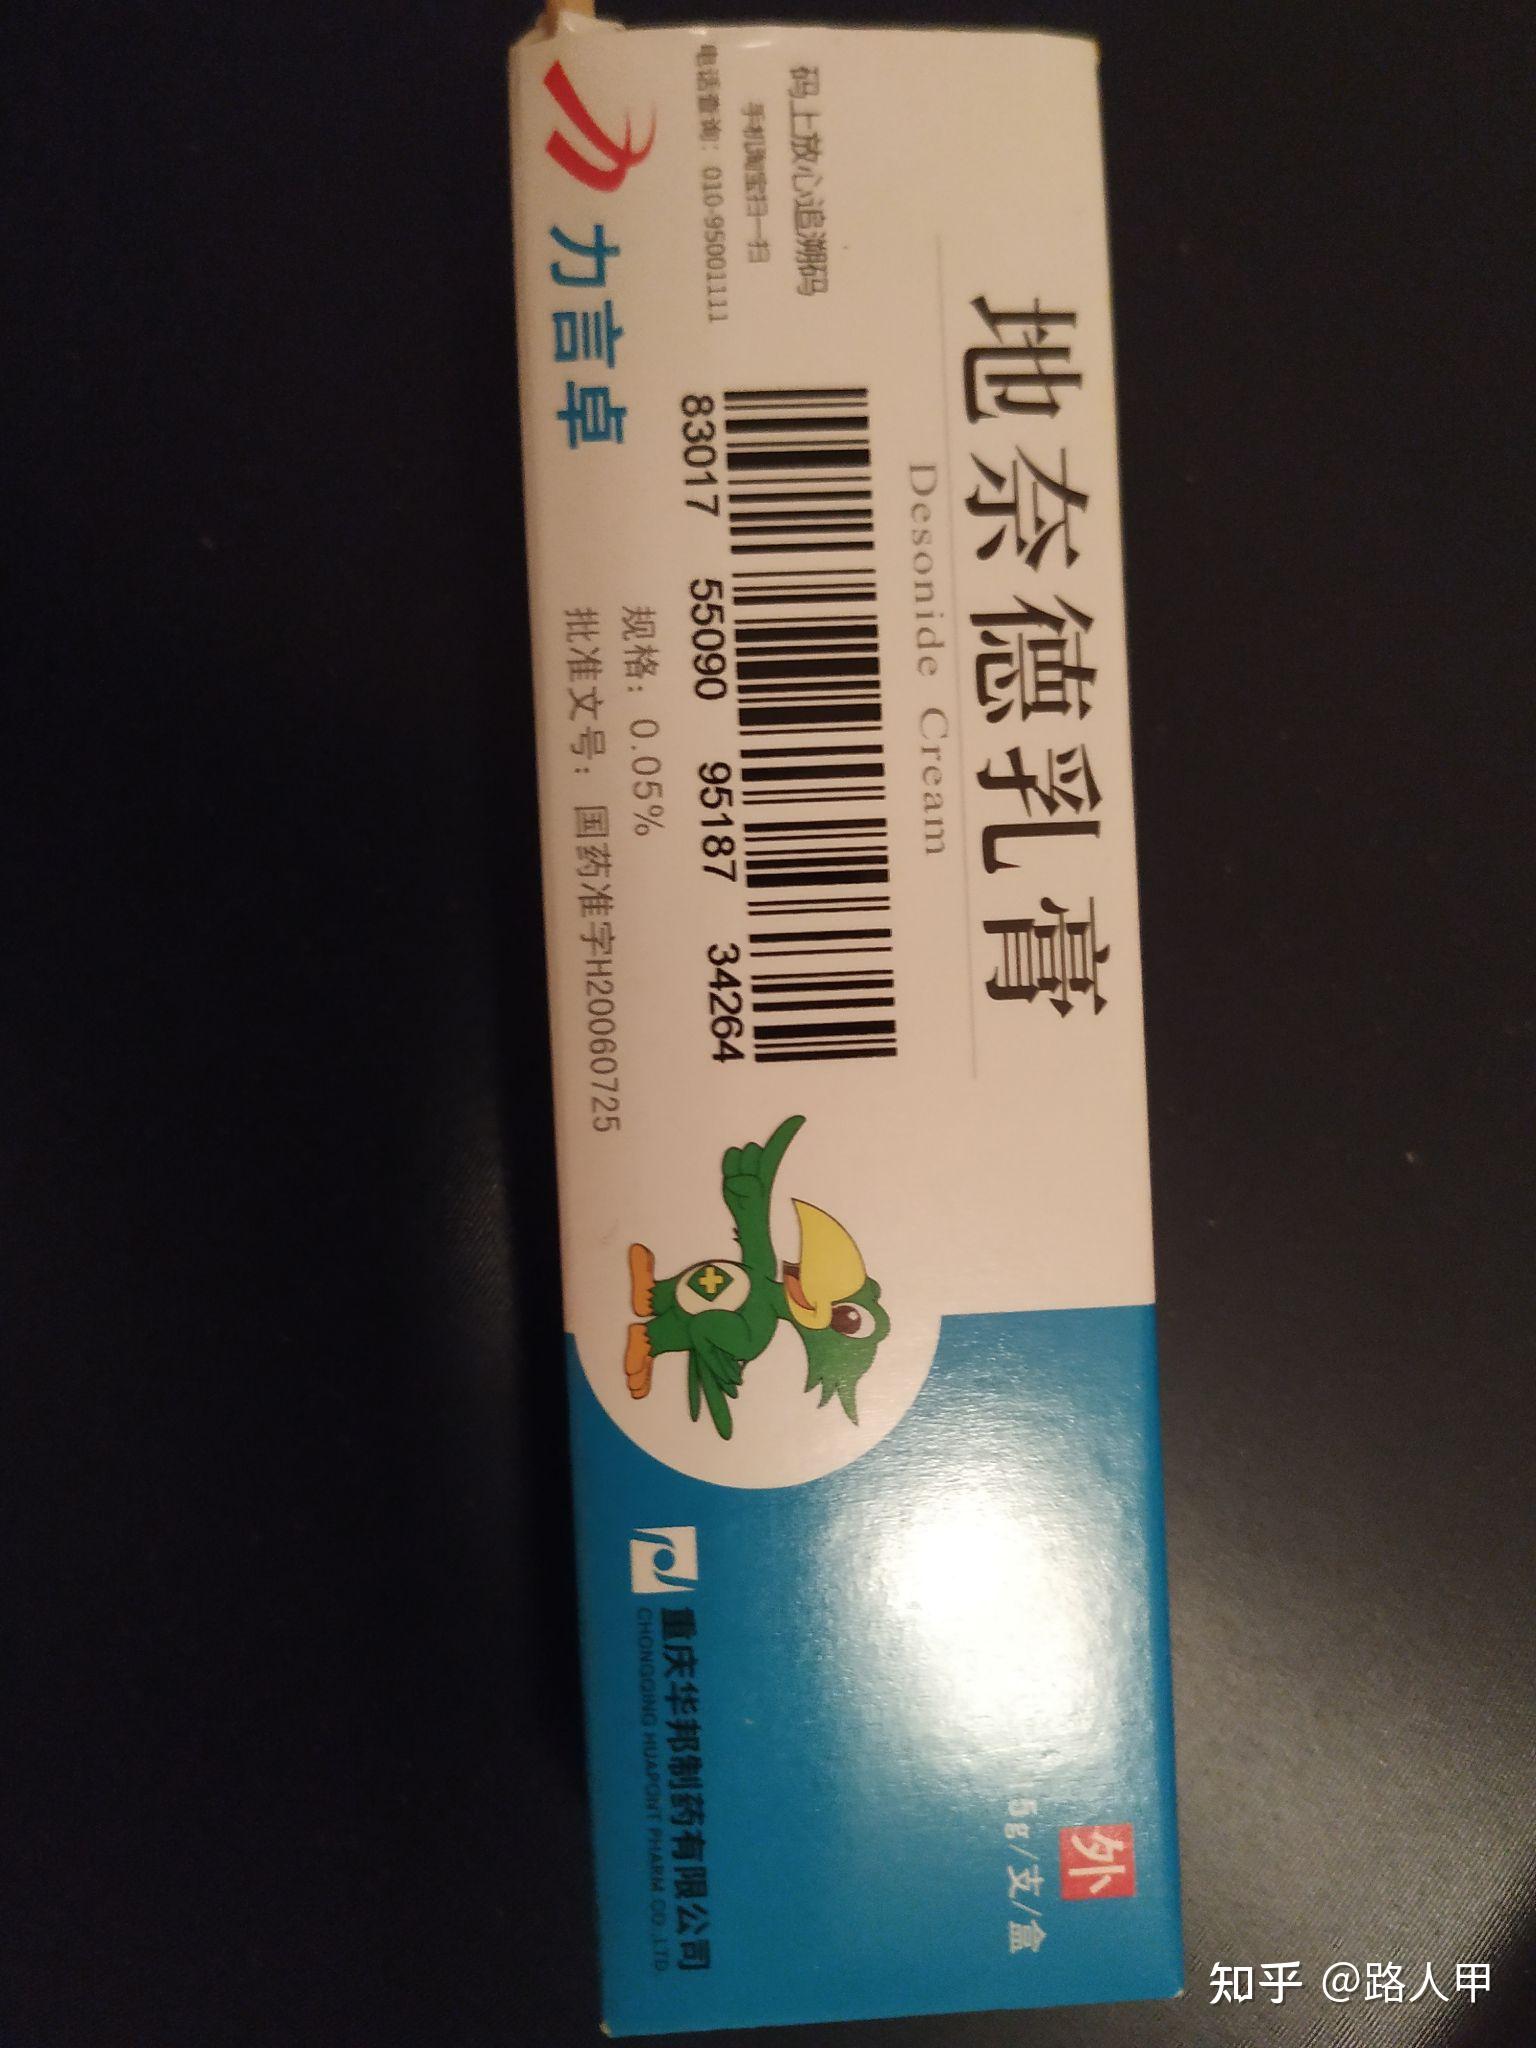 地奈德乳膏
Desonide Cream
码上放心追溯码
手机淘宝扫一扫
电话查询：010-95001111
83017 55090 95187 34264
规格：0.05%
批准文号：国药准字H20060725
力言卓
外
5g/支/盒
重庆华邦制药有限公司
CHONGQING HUAPONT PHARM CO.,LTD.
知乎 @路人甲